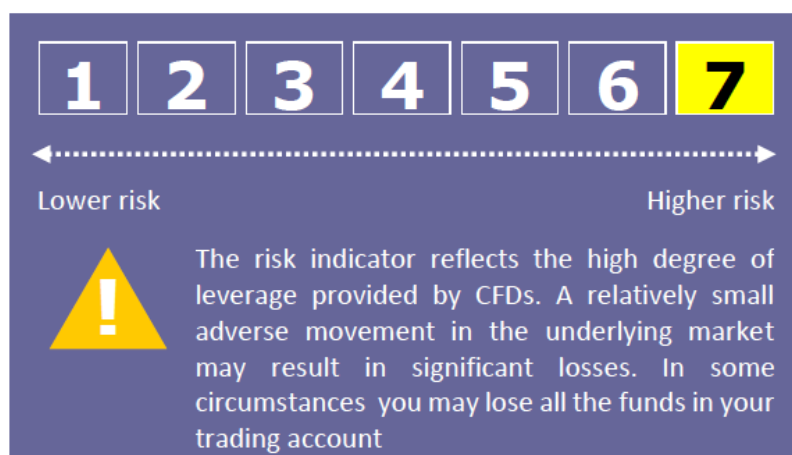 1 2 3 4 5 6 7
Lower risk Higher risk
!
The risk indicator reflects the high degree of
leverage provided by CFDs. A relatively small
adverse movement in the underlying market
may result in significant losses. In some
circumstances you may lose all the funds in your
trading account